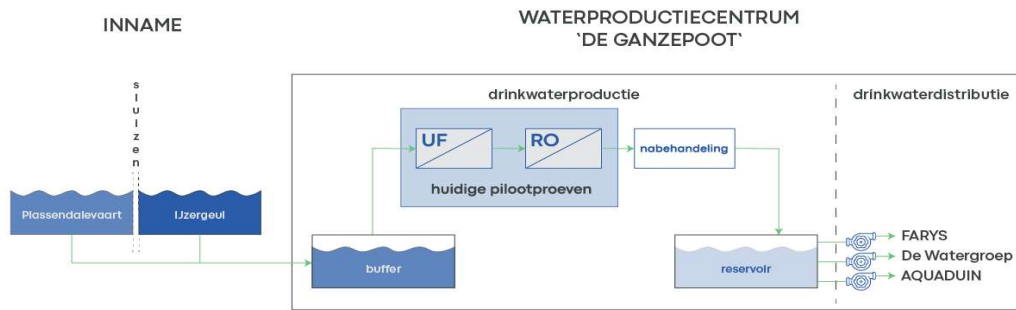 INNAME
WATERPRODUCTIECENTRUM
`DE GANZEPOOT`
sluizen
drinkwaterproductie
drinkwaterdistributie
UF
RO
nabehandeling
huidige pilootproeven
Plassendalevaart
IJzergeul
buffer
reservoir
FARYS
De Watergroep
AQUADUIN